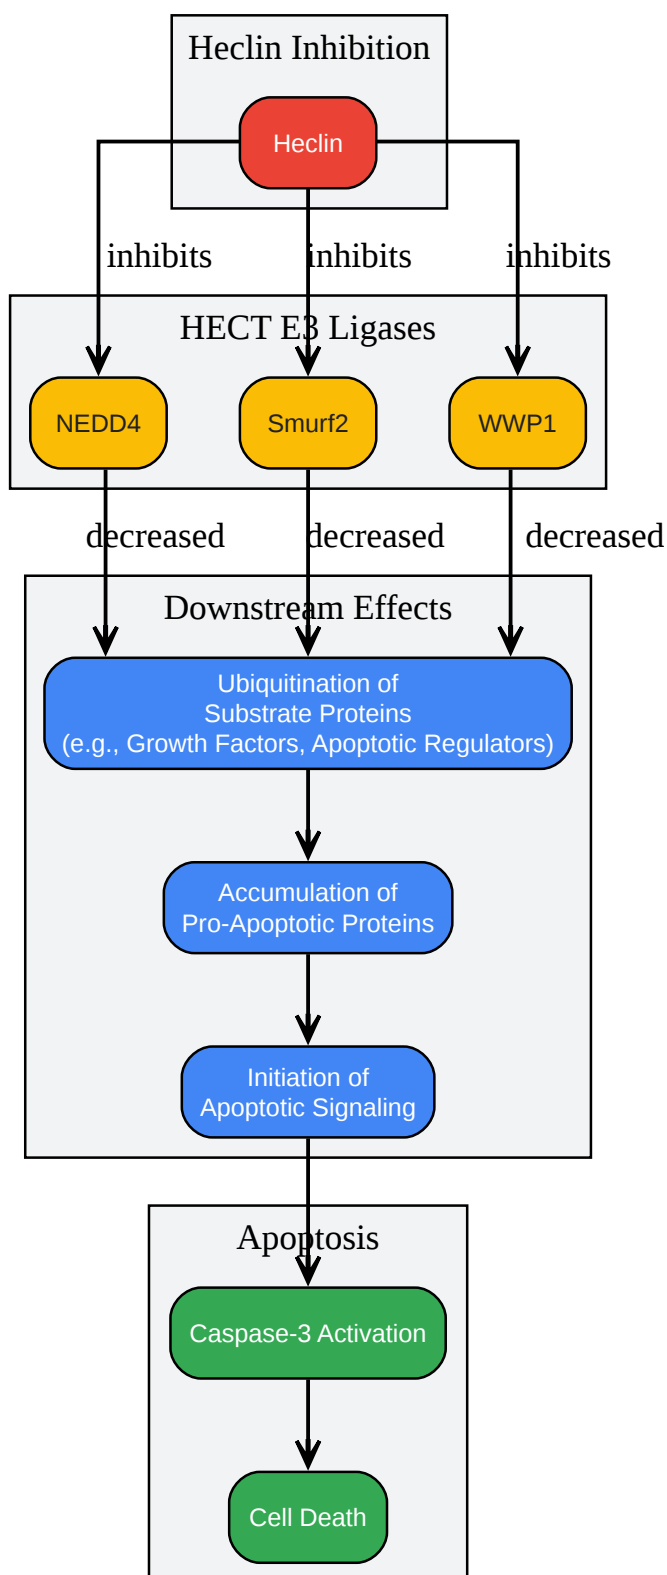 Heclin Inhibition
Heclin
inhibits
inhibits
inhibits
HECT E3 Ligases
NEDD4
Smurf2
WWP1
decreased
decreased
decreased
Downstream Effects
Ubiquitination of
Substrate Proteins
(e.g., Growth Factors, Apoptotic Regulators)
Accumulation of
Pro-Apoptotic Proteins
Initiation of
Apoptotic Signaling
Apoptosis
Caspase-3 Activation
Cell Death